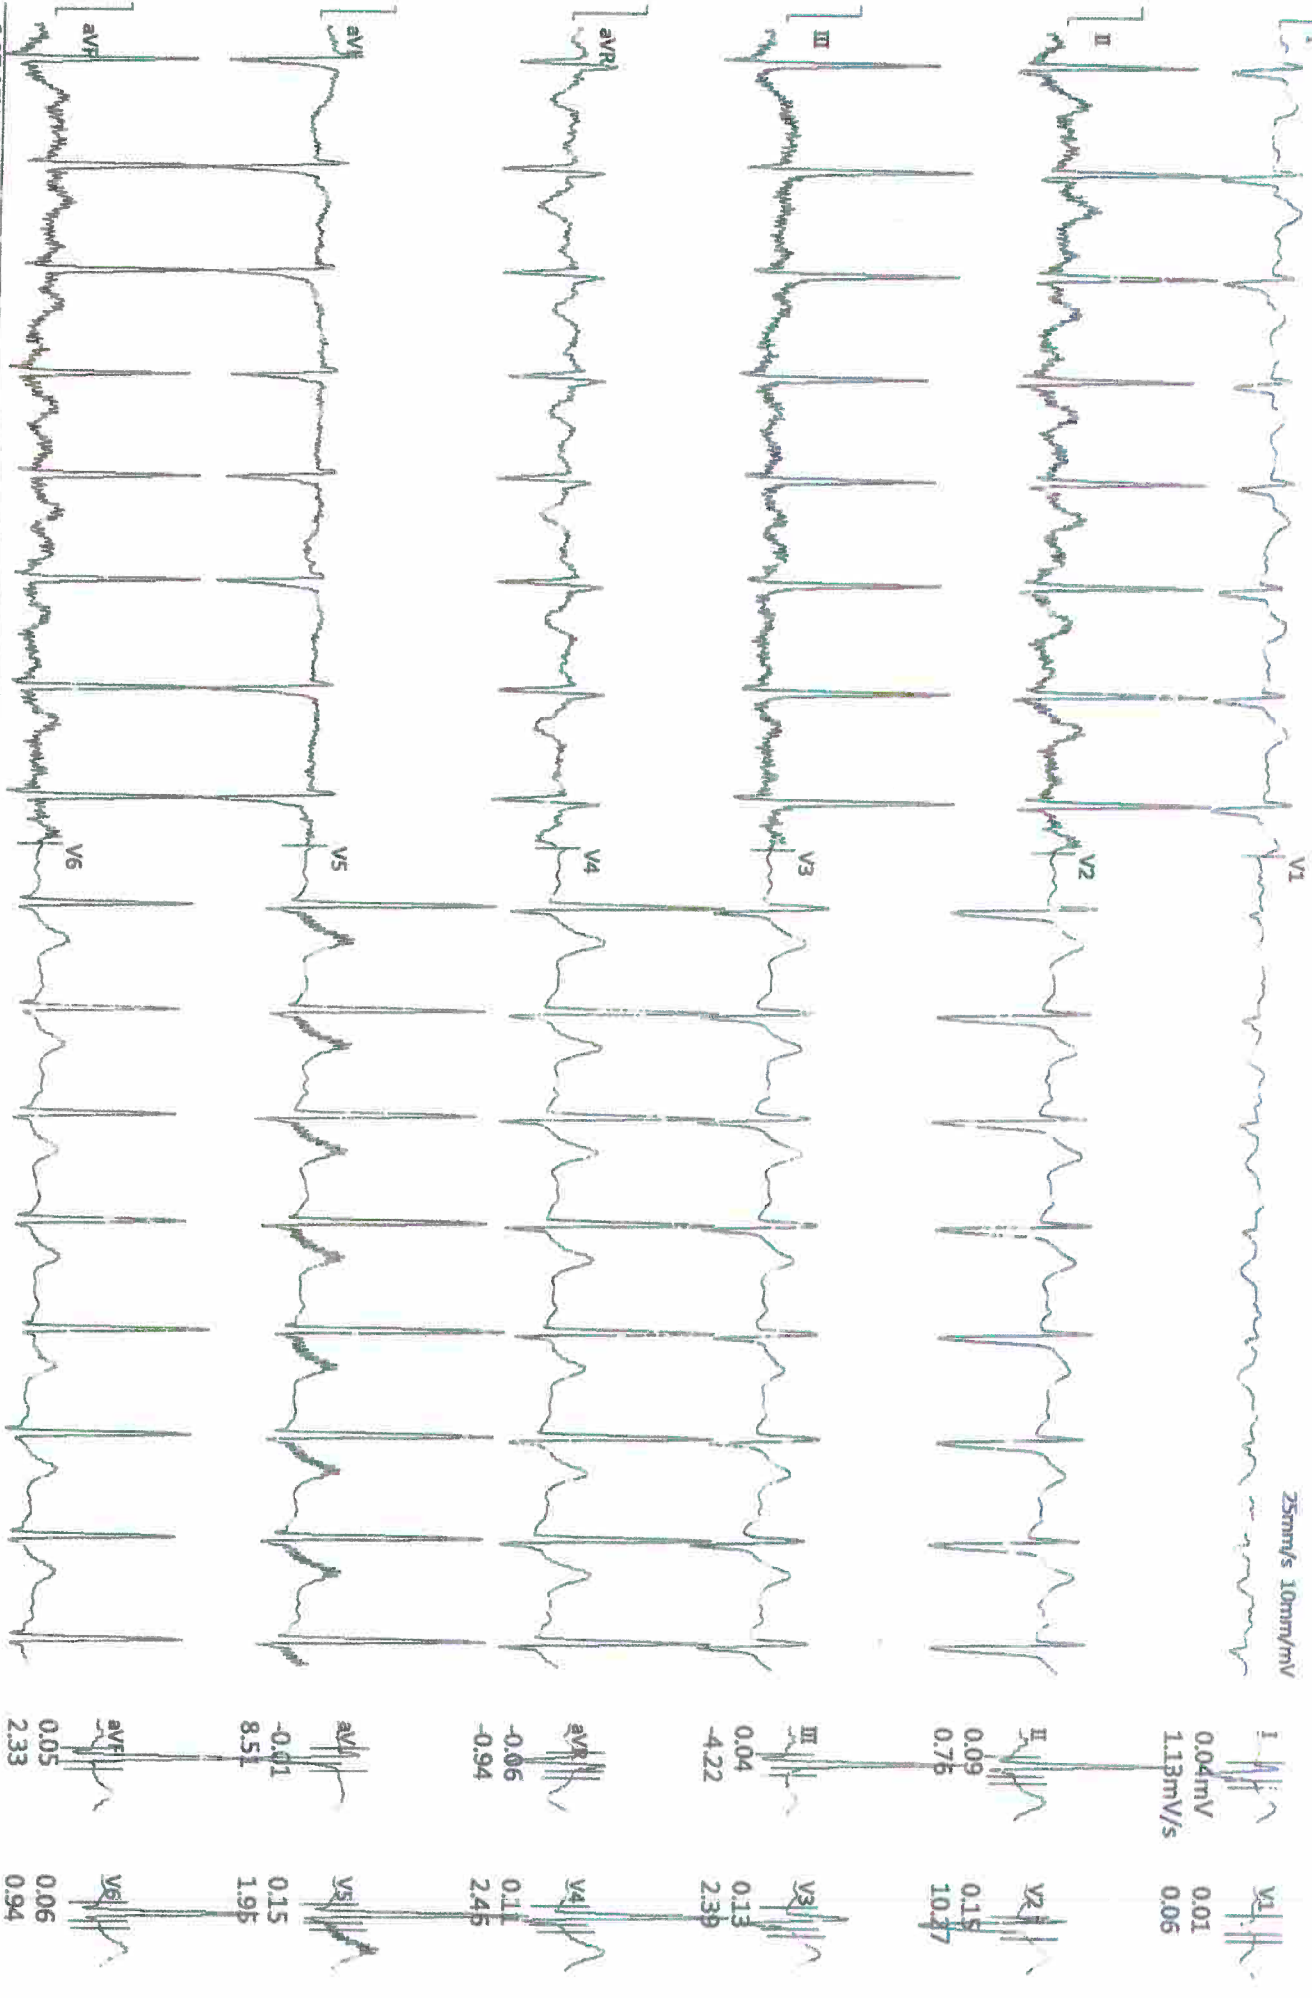 25mm/s 10mm/mV
V1
II
V2
III
V3
aVR
V4
aVL
V5
aVF
V6
I V1
0.04mV 0.01
1.13mV/s 0.06
II V2
0.09 0.15
0.76 10.27
III V3
0.04 0.13
-4.22 2.39
aVR V4
-0.06 0.11
-0.94 2.46
aVL V5
-0.01 0.15
8.51 1.95
aVF V6
0.05 0.06
2.33 0.94